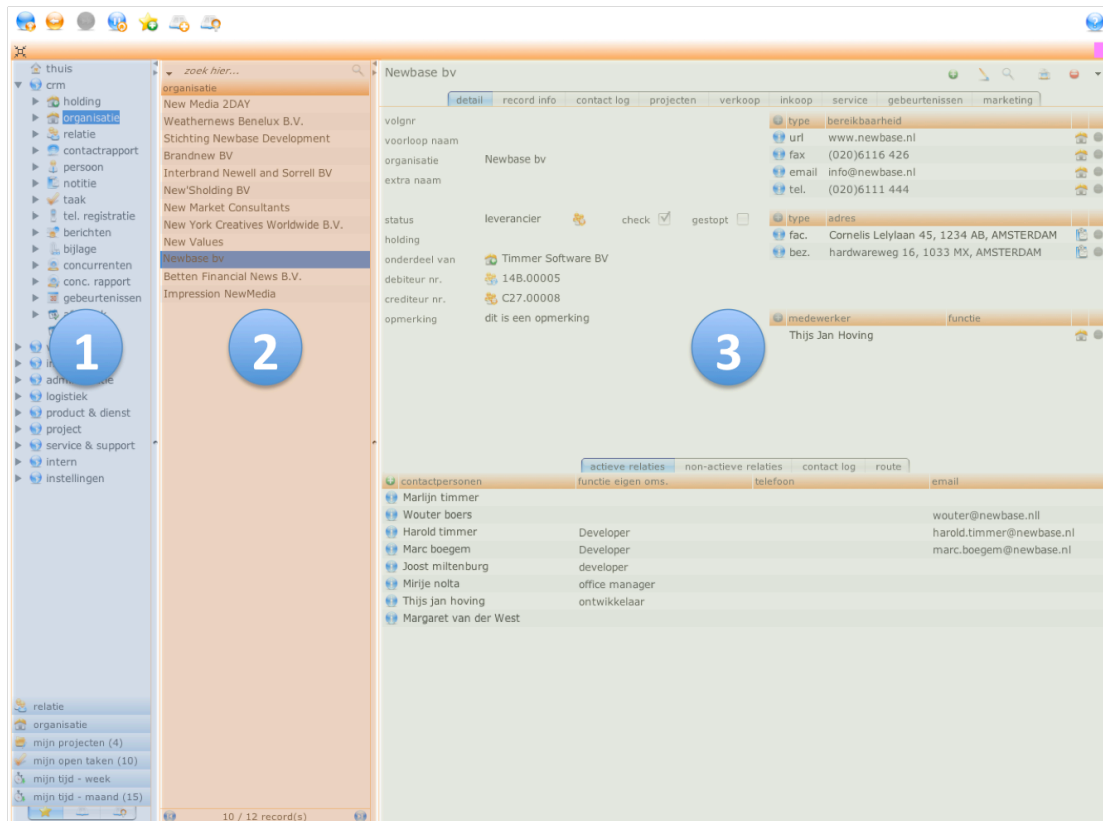 thuis
crm
holding
organisatie
relatie
contactrapport
persoon
notitie
taak
tel. registratie
berichten
bijlage
concurrenten
conc. rapport
gebeurtenissen
1
logistiek
product & dienst
project
service & support
intern
instellingen
relatie
organisatie
mijn projecten (4)
mijn open taken (10)
mijn tijd - week
mijn tijd - maand (15)
zoek hier...
organisatie
New Media 2DAY
Weathernews Benelux B.V.
Stichting Newbase Development
Brandnew BV
Interbrand Newell and Sorrell BV
New'Sholding BV
New Market Consultants
New York Creatives Worldwide B.V.
New Values
Newbase bv
Betten Financial News B.V.
Impression NewMedia
2
10 / 12 record(s)
Newbase bv
detail record info contact log projecten verkoop inkoop service gebeurtenissen marketing
volgnr
voorloop naam
organisatie Newbase bv
extra naam
status leverancier check gestopt
holding
onderdeel van Timmer Software BV
debiteur nr. 14B.00005
crediteur nr. C27.00008
opmerking dit is een opmerking
type bereikbaarheid
url www.newbase.nl
fax (020)6116 426
email info@newbase.nl
tel. (020)6111 444
type adres
fac. Cornelis Lelylaan 45, 1234 AB, AMSTERDAM
bez. hardwareweg 16, 1033 MX, AMSTERDAM
medewerker functie
Thijs Jan Hoving
3
actieve relaties non-actieve relaties contact log route
contactpersonen functie eigen oms. telefoon email
Marlijn timmer
Wouter boers wouter@newbase.nll
Harold timmer Developer harold.timmer@newbase.nl
Marc boegem Developer marc.boegem@newbase.nl
Joost miltenburg developer
Mirije nolta office manager
Thijs jan hoving ontwikkelaar
Margaret van der West